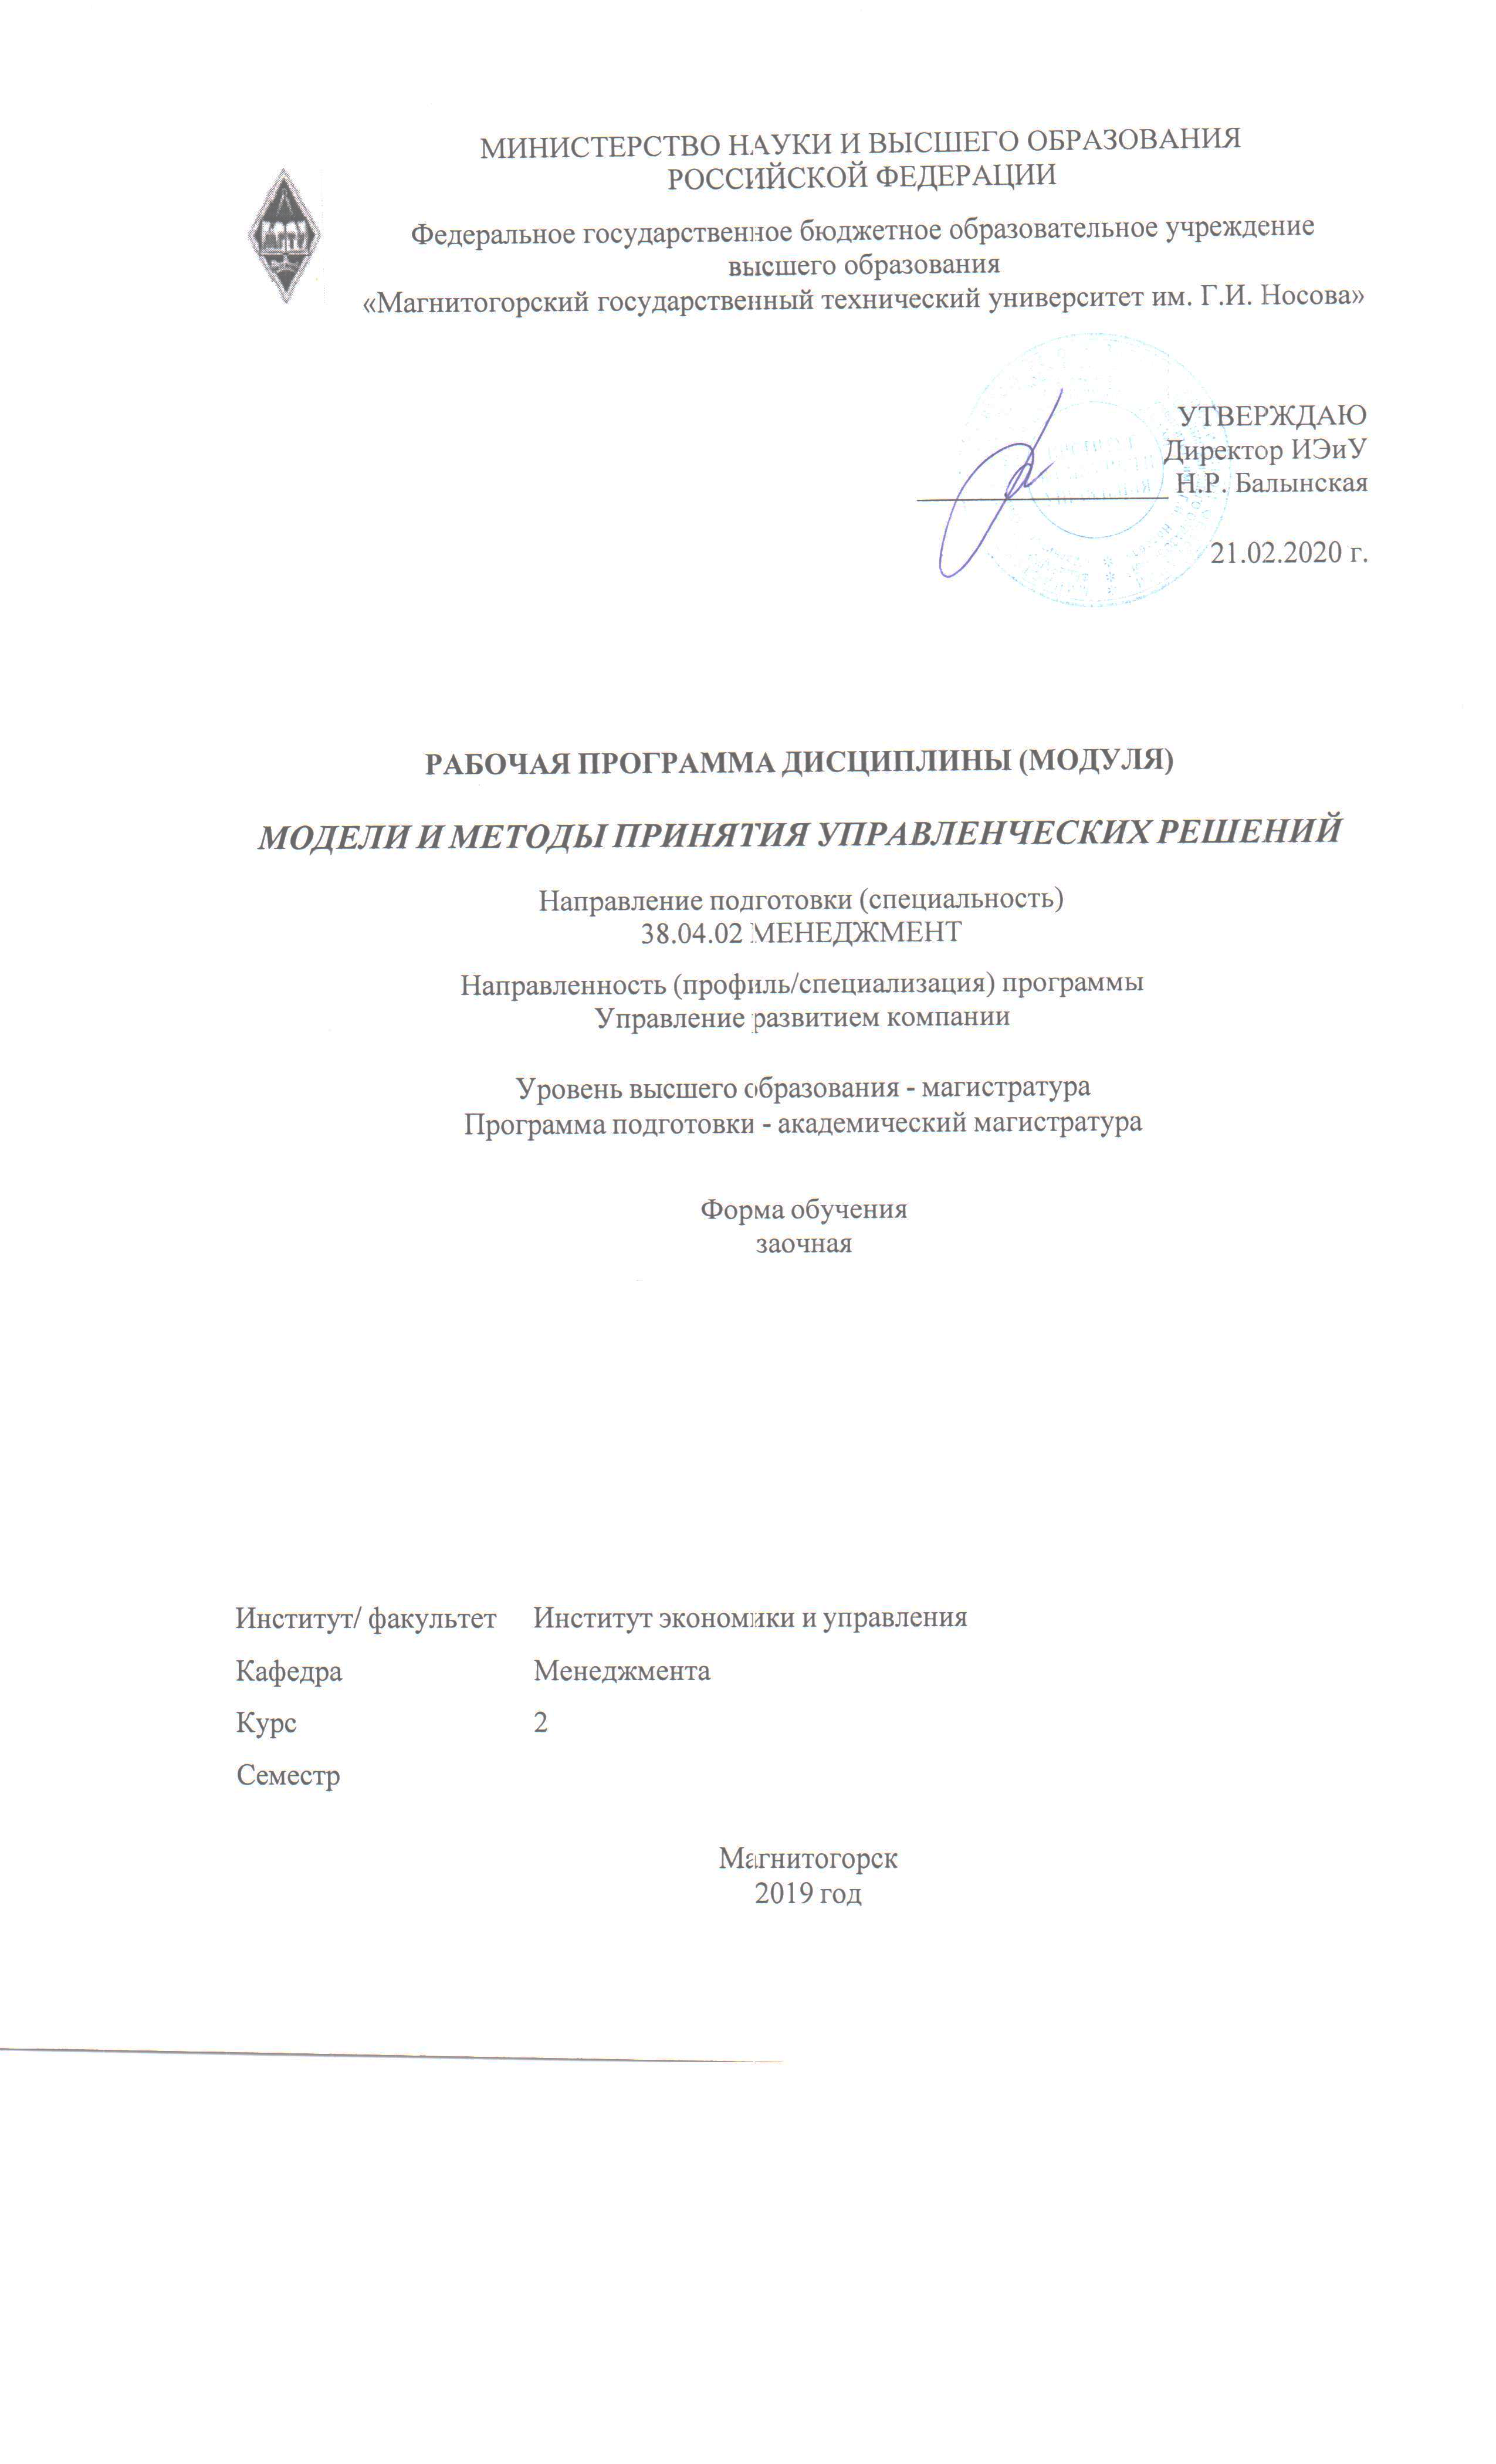 МИНИСТЕРСТВО НАУКИ И ВЫСШЕГО ОБРАЗОВАНИЯ
РОССИЙСКОЙ ФЕДЕРАЦИИ
МГТУ
Федеральное государственное бюджетное образовательное учреждение
высшего образования
«Магнитогорский государственный технический университет им. Г.И. Носова»
УТВЕРЖДАЮ
Директор ИЭиУ
Н.Р. Балынская
21.02.2020 г.
РАБОЧАЯ ПРОГРАММА ДИСЦИПЛИНЫ (МОДУЛЯ)
МОДЕЛИ И МЕТОДЫ ПРИНЯТИЯ УПРАВЛЕНЧЕСКИХ РЕШЕНИЙ
Направление подготовки (специальность)
38.04.02 МЕНЕДЖМЕНТ
Направленность (профиль/специализация) программы
Управление развитием компании
Уровень высшего образования - магистратура
Программа подготовки - академический магистратура
Форма обучения
заочная
Институт/ факультет Институт экономики и управления
Кафедра Менеджмента
Курс 2
Семестр
Магнитогорск
2019 год